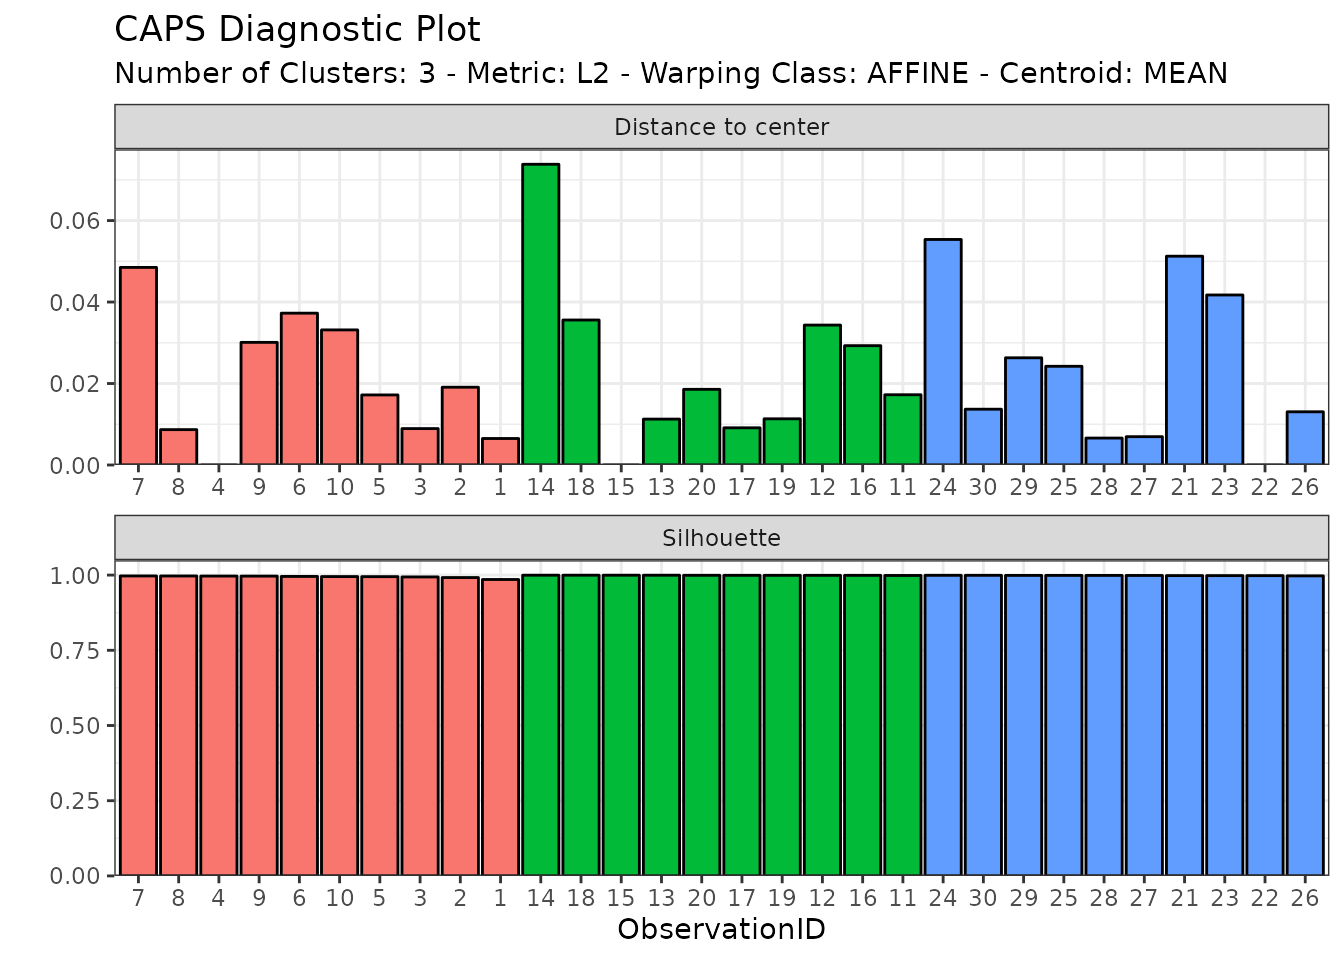 CAPS Diagnostic Plot
Number of Clusters: 3 - Metric: L2 - Warping Class: AFFINE - Centroid: MEAN
Distance to center
0.06
0.04
0.02
0.00
7 8 4 9 6 10 5 3 2 1 14 18 15 13 20 17 19 12 16 11 24 30 29 25 28 27 21 23 22 26
Silhouette
1.00
0.75
0.50
0.25
0.00
7 8 4 9 6 10 5 3 2 1 14 18 15 13 20 17 19 12 16 11 24 30 29 25 28 27 21 23 22 26
ObservationID